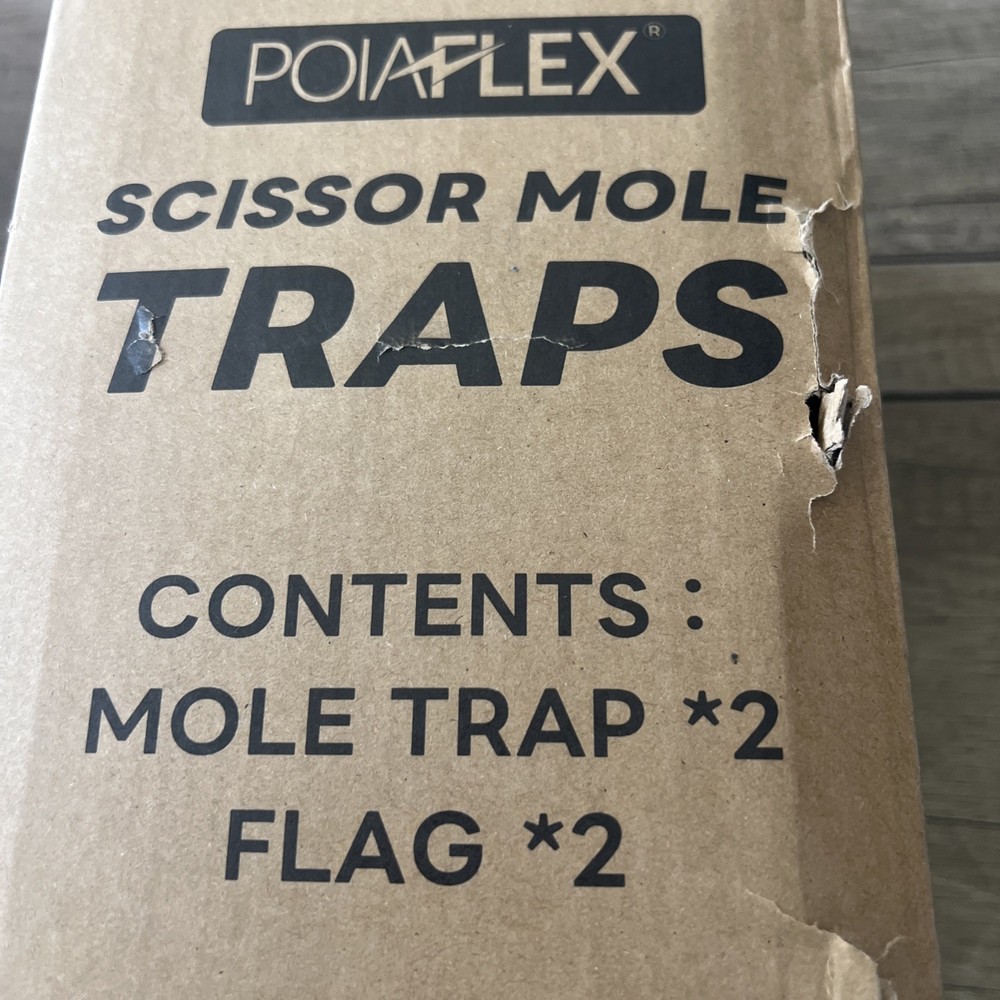 POIAFLEX®
SCISSOR MOLE
TRAPS
CONTENTS :
MOLE TRAP *2
FLAG *2